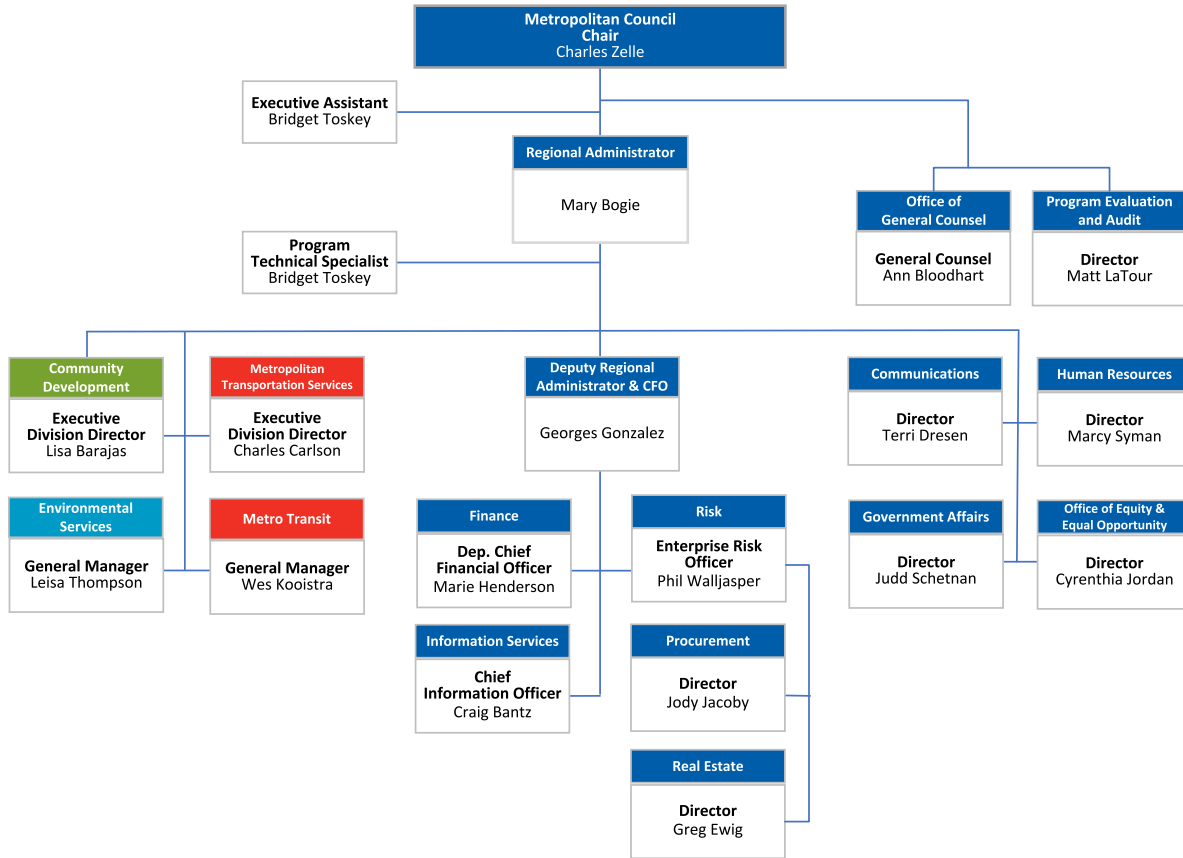 Metropolitan Council
Chair
Charles Zelle
Executive Assistant
Bridget Toskey
Regional Administrator
Mary Bogie
Office of
General Counsel
General Counsel
Ann Bloodhart
Program Evaluation
and Audit
Director
Matt LaTour
Program
Technical Specialist
Bridget Toskey
Community
Development
Executive
Division Director
Lisa Barajas
Metropolitan
Transportation Services
Executive
Division Director
Charles Carlson
Deputy Regional
Administrator & CFO
Georges Gonzalez
Communications
Director
Terri Dresen
Human Resources
Director
Marcy Syman
Environmental
Services
General Manager
Leisa Thompson
Metro Transit
General Manager
Wes Kooistra
Finance
Dep. Chief
Financial Officer
Marie Henderson
Risk
Enterprise Risk
Officer
Phil Walljasper
Government Affairs
Director
Judd Schetnan
Office of Equity &
Equal Opportunity
Director
Cyrenthia Jordan
Information Services
Chief
Information Officer
Craig Bantz
Procurement
Director
Jody Jacoby
Real Estate
Director
Greg Ewig